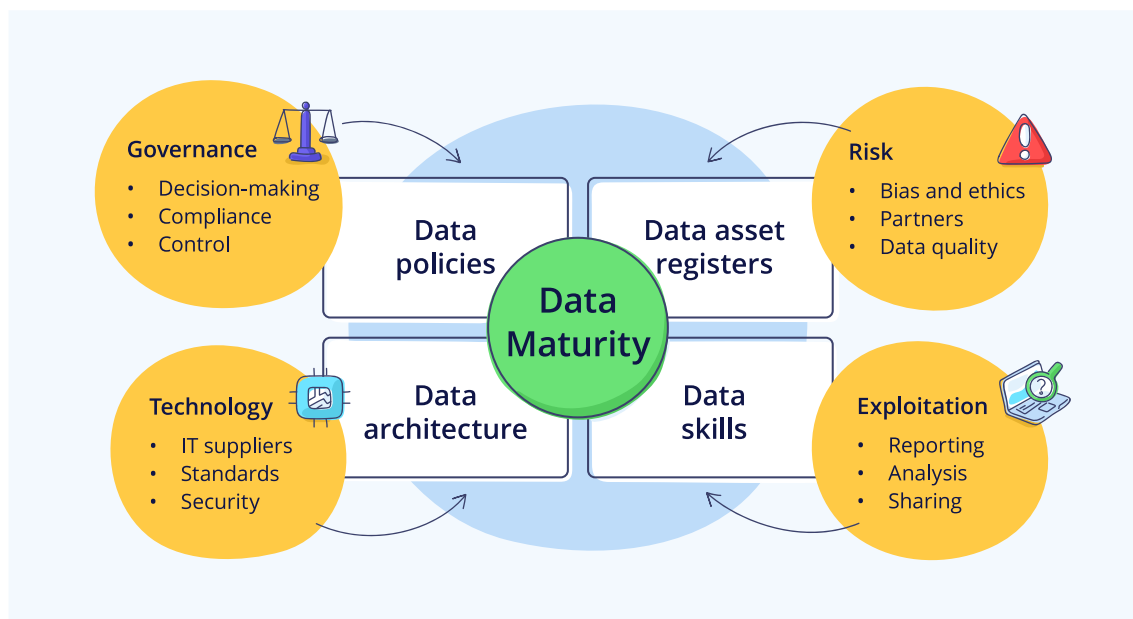 Governance
• Decision-making
• Compliance
• Control
Data
policies
Data asset
registers
Risk
• Bias and ethics
• Partners
• Data quality
Data
Maturity
Technology
• IT suppliers
• Standards
• Security
Data
architecture
Data
skills
Exploitation
• Reporting
• Analysis
• Sharing
?